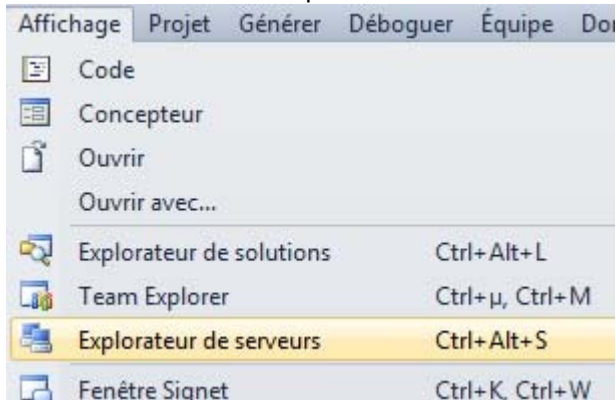 Affichage Projet Générer Déboguer Équipe
Code
Concepteur
Ouvrir
Ouvrir avec...
Explorateur de solutions Ctrl+Alt+L
Team Explorer Ctrl+µ, Ctrl+M
Explorateur de serveurs Ctrl+Alt+S
Fenêtre Signet Ctrl+K, Ctrl+W